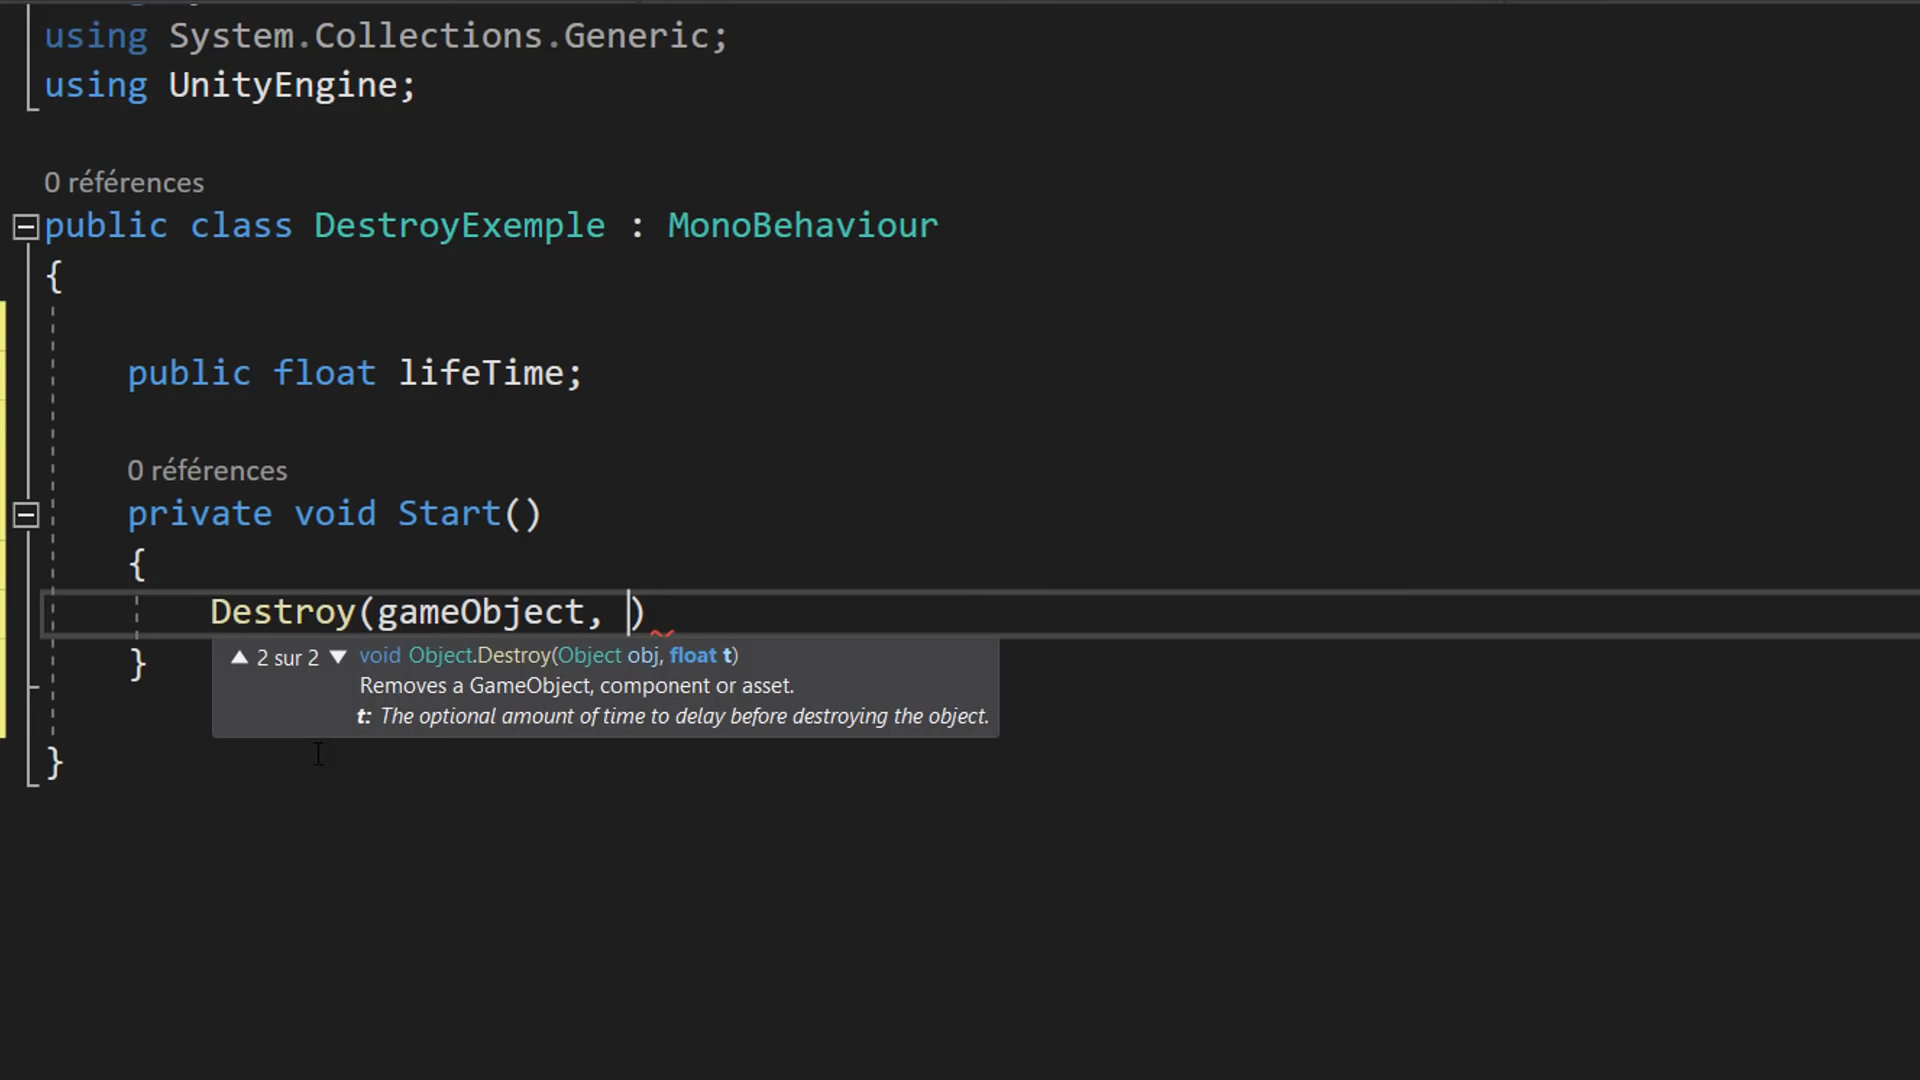 using System.Collections.Generic;
using UnityEngine;
0 références
public class DestroyExemple : MonoBehaviour
{
public float lifeTime;
0 références
private void Start()
{
Destroy(gameObject, )
▲ 2 sur 2 ▼ void Object.Destroy(Object obj, float t)
Removes a GameObject, component or asset.
t: The optional amount of time to delay before destroying the object.
}
}